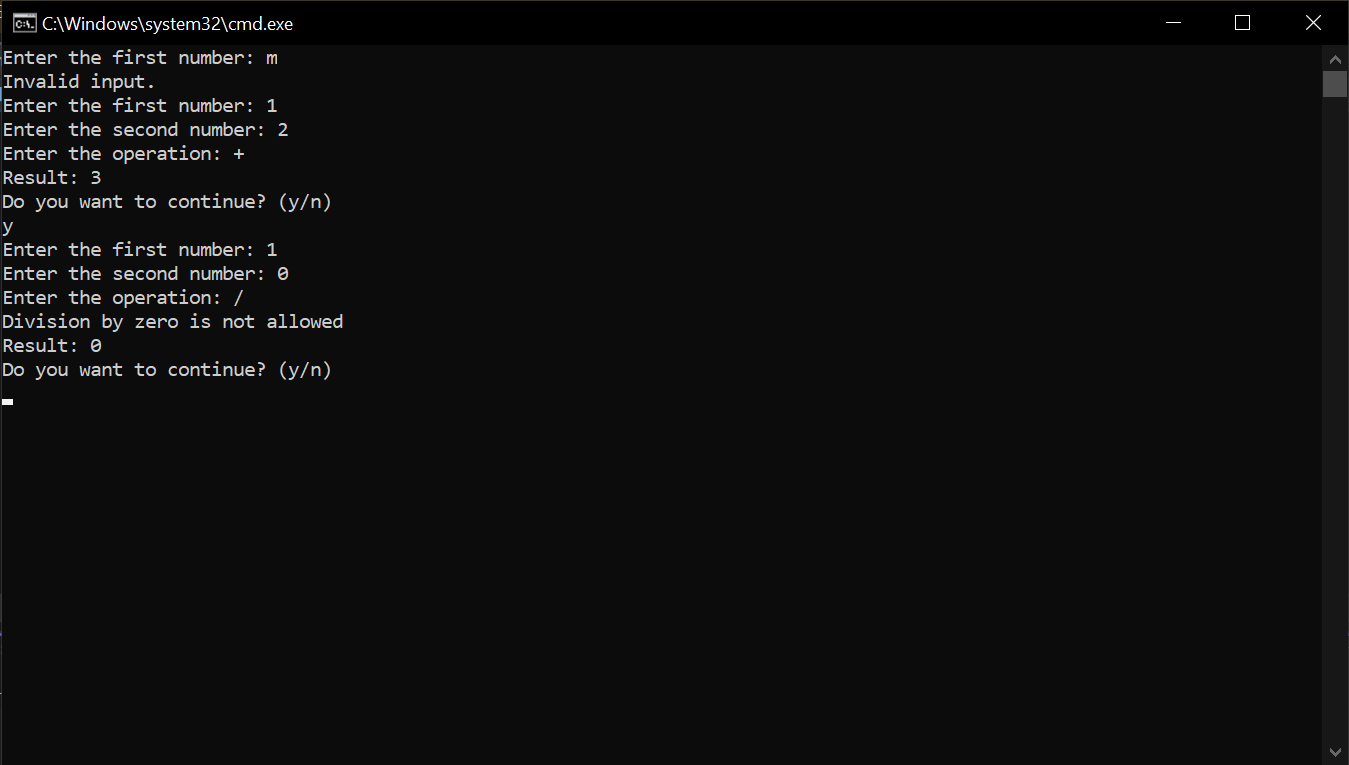 C:\Windows\system32\cmd.exe
Enter the first number: m
Invalid input.
Enter the first number: 1
Enter the second number: 2
Enter the operation: +
Result: 3
Do you want to continue? (y/n)
y
Enter the first number: 1
Enter the second number: 0
Enter the operation: /
Division by zero is not allowed
Result: 0
Do you want to continue? (y/n)